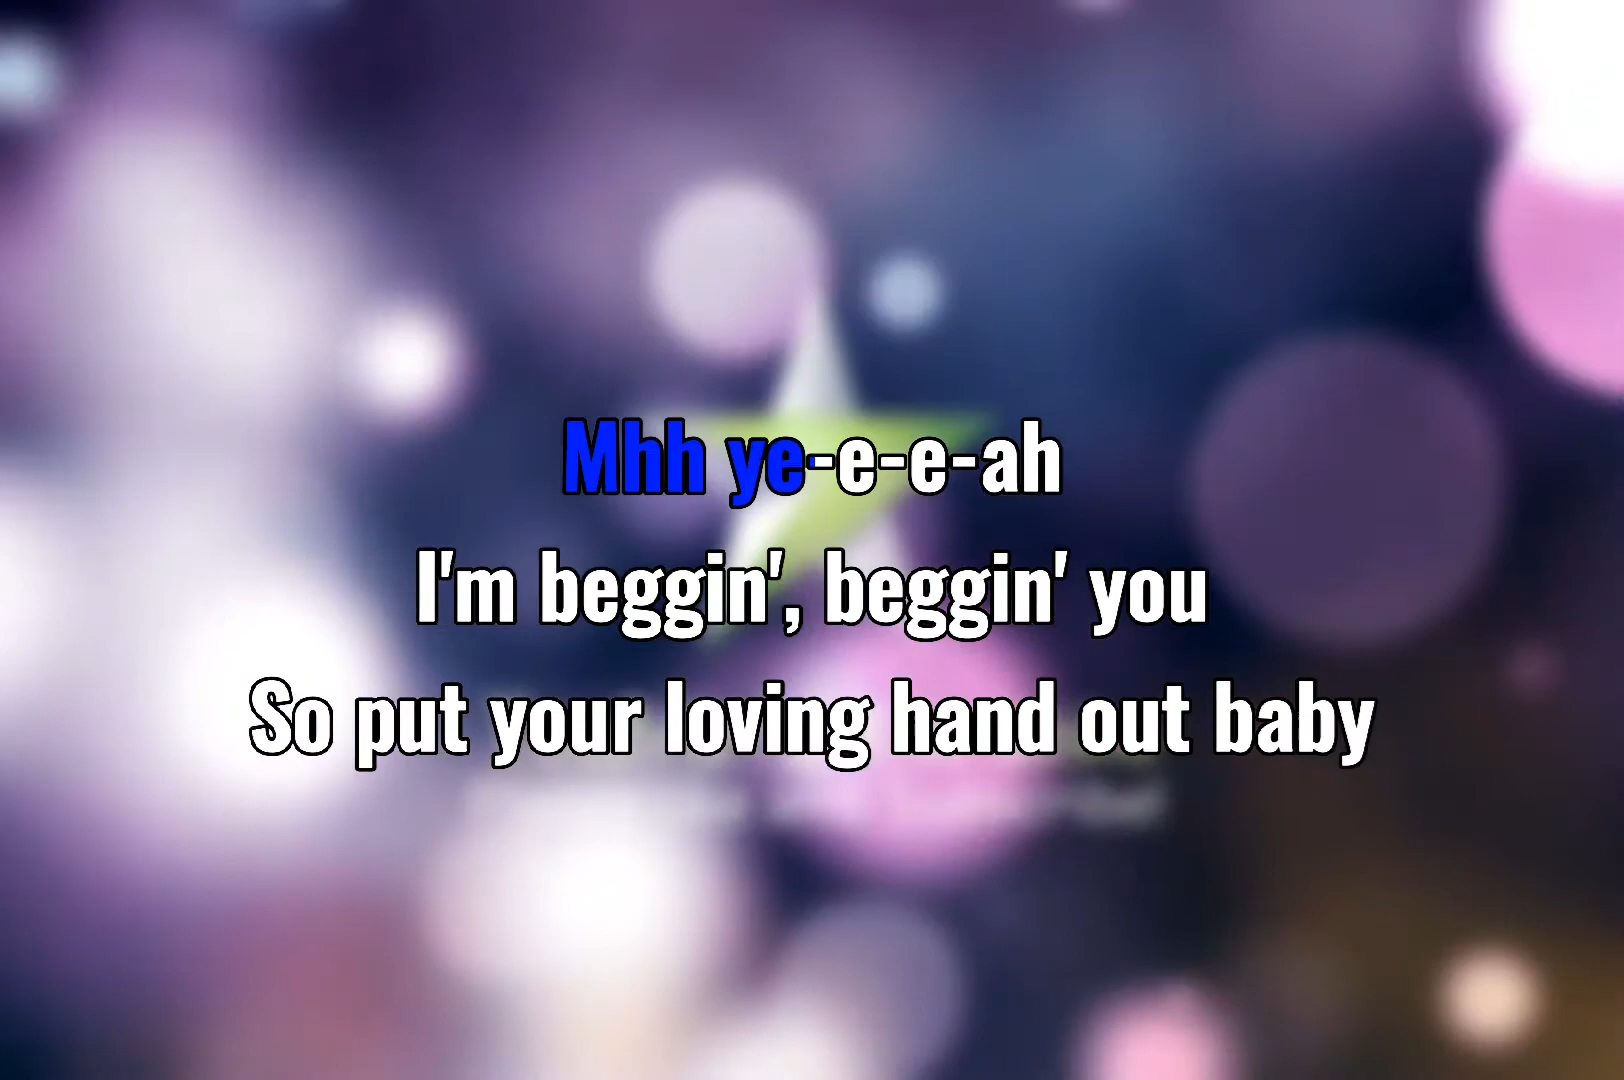 Mhh ye-e-e-ah
I'm beggin', beggin' you
So put your loving hand out baby